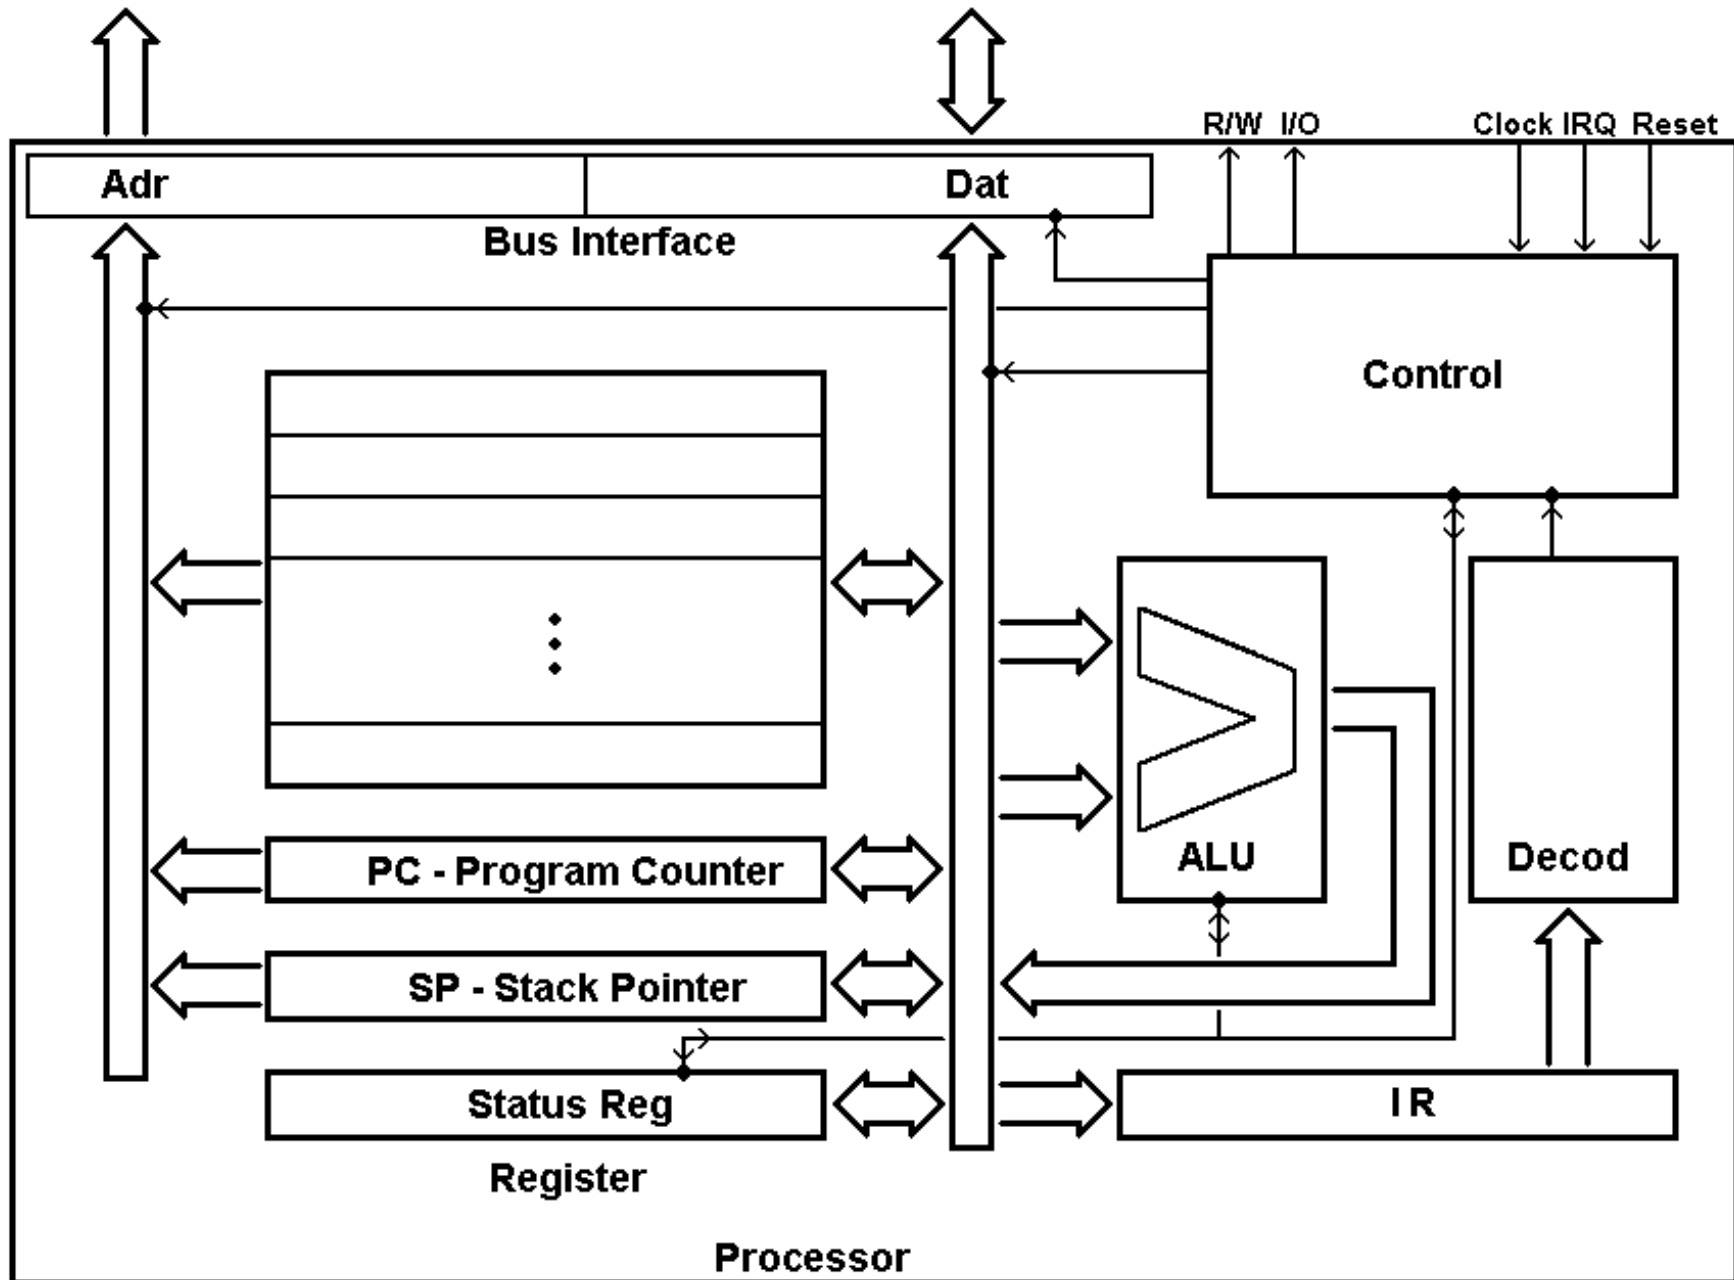 R/W I/O Clock IRQ Reset
Adr Dat
Bus Interface
Control
PC - Program Counter
ALU
Decod
SP - Stack Pointer
Status Reg
IR
Register
Processor